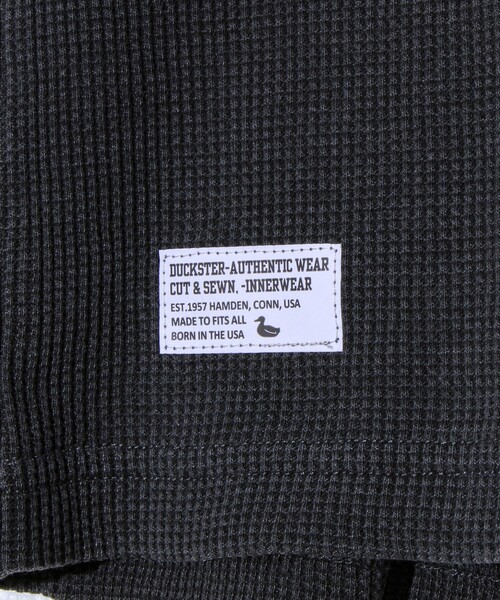 DUCKSTER-AUTHENTIC WEAR
CUT & SEWN. -INNERWEAR
EST.1957 HAMDEN, CONN, USA
MADE TO FITS ALL
BORN IN THE USA